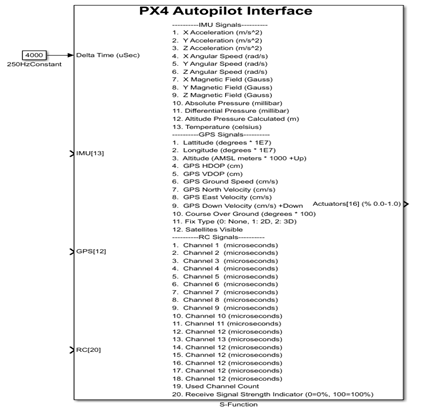 PX4 Autopilot Interface
----------IMU Signals----------
1. X Acceleration (m/s^2)
2. Y Acceleration (m/s^2)
3. Z Acceleration (m/s^2)
4. X Angular Speed (rad/s)
5. Y Angular Speed (rad/s)
6. Z Angular Speed (rad/s)
7. X Magnetic Field (Gauss)
8. Y Magnetic Field (Gauss)
9. Z Magnetic Field (Gauss)
10. Absolute Pressure (millibar)
11. Differential Pressure (millibar)
12. Altitude Pressure Calculated (m)
13. Temperature (celsius)
----------GPS Signals----------
1. Lattitude (degrees * 1E7)
2. Longitude (degrees * 1E7)
3. Altitude (AMSL meters * 1000 +Up)
4. GPS HDOP (cm)
5. GPS VDOP (cm)
6. GPS Ground Speed (cm/s)
7. GPS North Velocity (cm/s)
8. GPS East Velocity (cm/s)
9. GPS Down Velocity (cm/s) +Down
10. Course Over Ground (degrees * 100)
11. Fix Type (0: None, 1: 2D, 2: 3D)
12. Satellites Visible
----------RC Signals----------
1. Channel 1 (microseconds)
2. Channel 2 (microseconds)
3. Channel 3 (microseconds)
4. Channel 4 (microseconds)
5. Channel 5 (microseconds)
6. Channel 6 (microseconds)
7. Channel 7 (microseconds)
8. Channel 8 (microseconds)
9. Channel 9 (microseconds)
10. Channel 10 (microseconds)
11. Channel 11 (microseconds)
12. Channel 12 (microseconds)
13. Channel 13 (microseconds)
14. Channel 12 (microseconds)
15. Channel 12 (microseconds)
16. Channel 12 (microseconds)
17. Channel 12 (microseconds)
18. Channel 12 (microseconds)
19. Used Channel Count
20. Receive Signal Strength Indicator (0=0%, 100=100%)
4000
250HzConstant
Delta Time (uSec)
IMU[13]
GPS[12]
RC[20]
Actuators[16] (% 0.0-1.0)
S-Function